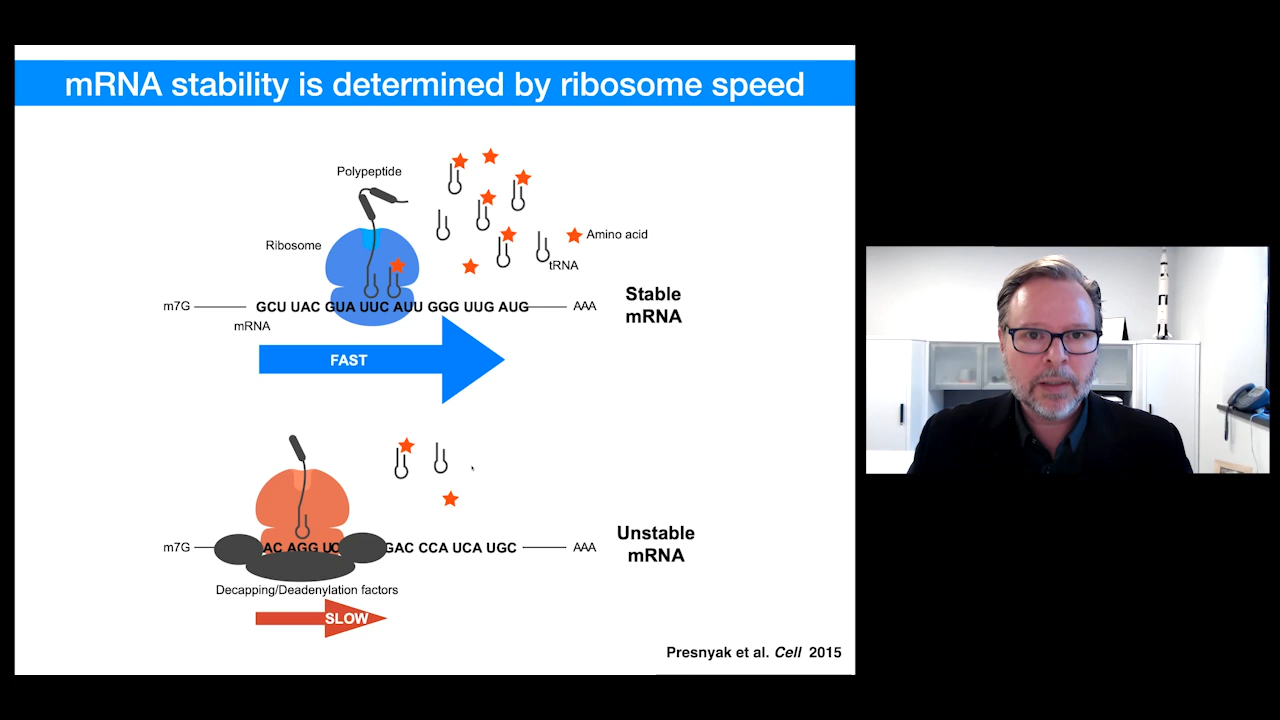 mRNA stability is determined by ribosome speed
Polypeptide
Ribosome
Amino acid
tRNA
m7G
GCU UAC GUA UUC AUU GGG UUG AUG
AAA
mRNA
Stable
mRNA
FAST
m7G
AC AGG UC
GAC CCA UCA UGC
AAA
Unstable
mRNA
Decapping/Deadenylation factors
SLOW
Presnyak et al. Cell 2015